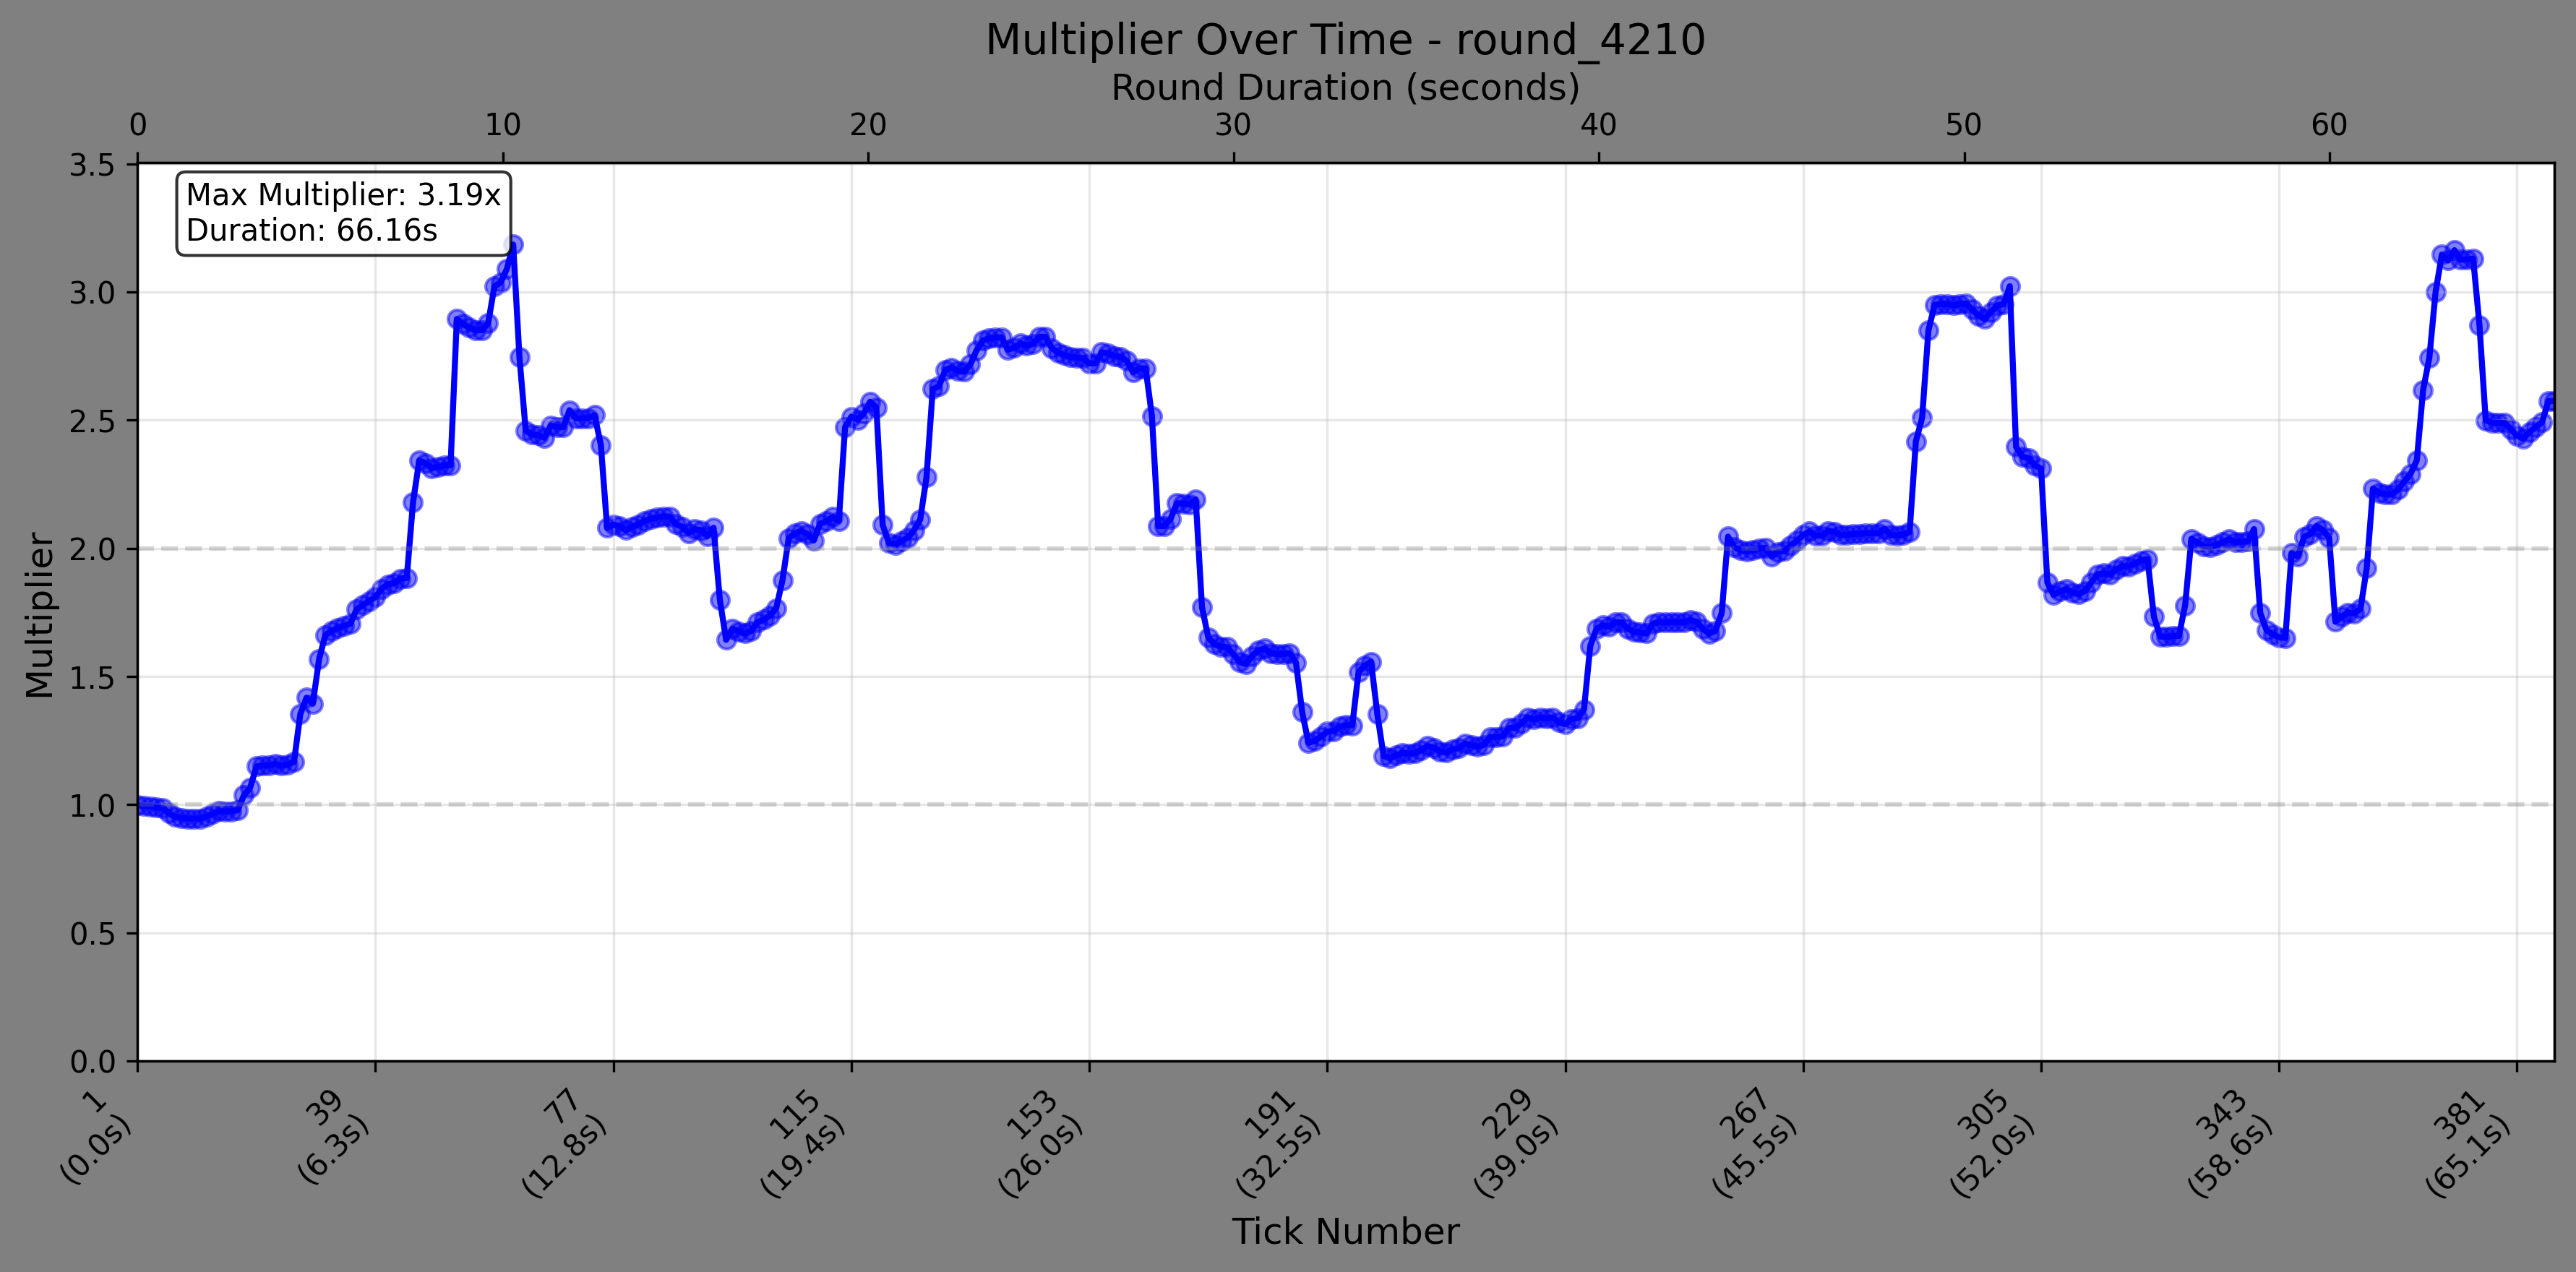 Multiplier Over Time - round_4210
Round Duration (seconds)
0 10 20 30 40 50 60
Max Multiplier: 3.19x
Duration: 66.16s
Multiplier
3.5
3.0
2.5
2.0
1.5
1.0
0.5
0.0
1
(0.0s)
39
(6.3s)
77
(12.8s)
115
(19.4s)
153
(26.0s)
191
(32.5s)
229
(39.0s)
267
(45.5s)
305
(52.0s)
343
(58.6s)
381
(65.1s)
Tick Number